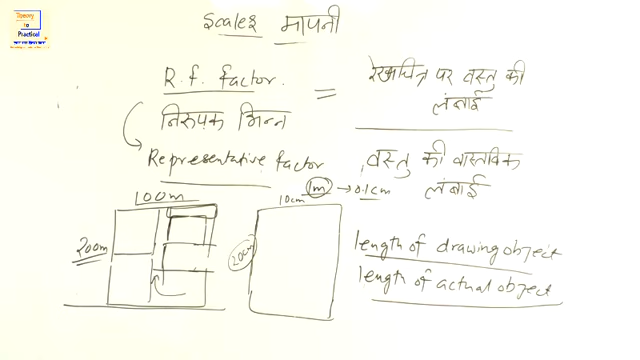 Theory
to
Practical
Scales मापनी
R.f. factor.
निरुपक भिन्न
Representative factor
=
रेखाचित्र पर वस्तु की
लंबाई
वस्तु की वास्तविक
लंबाई
100m
200m
10cm
1m → 0.1cm
20cm
length of drawing object
length of actual object